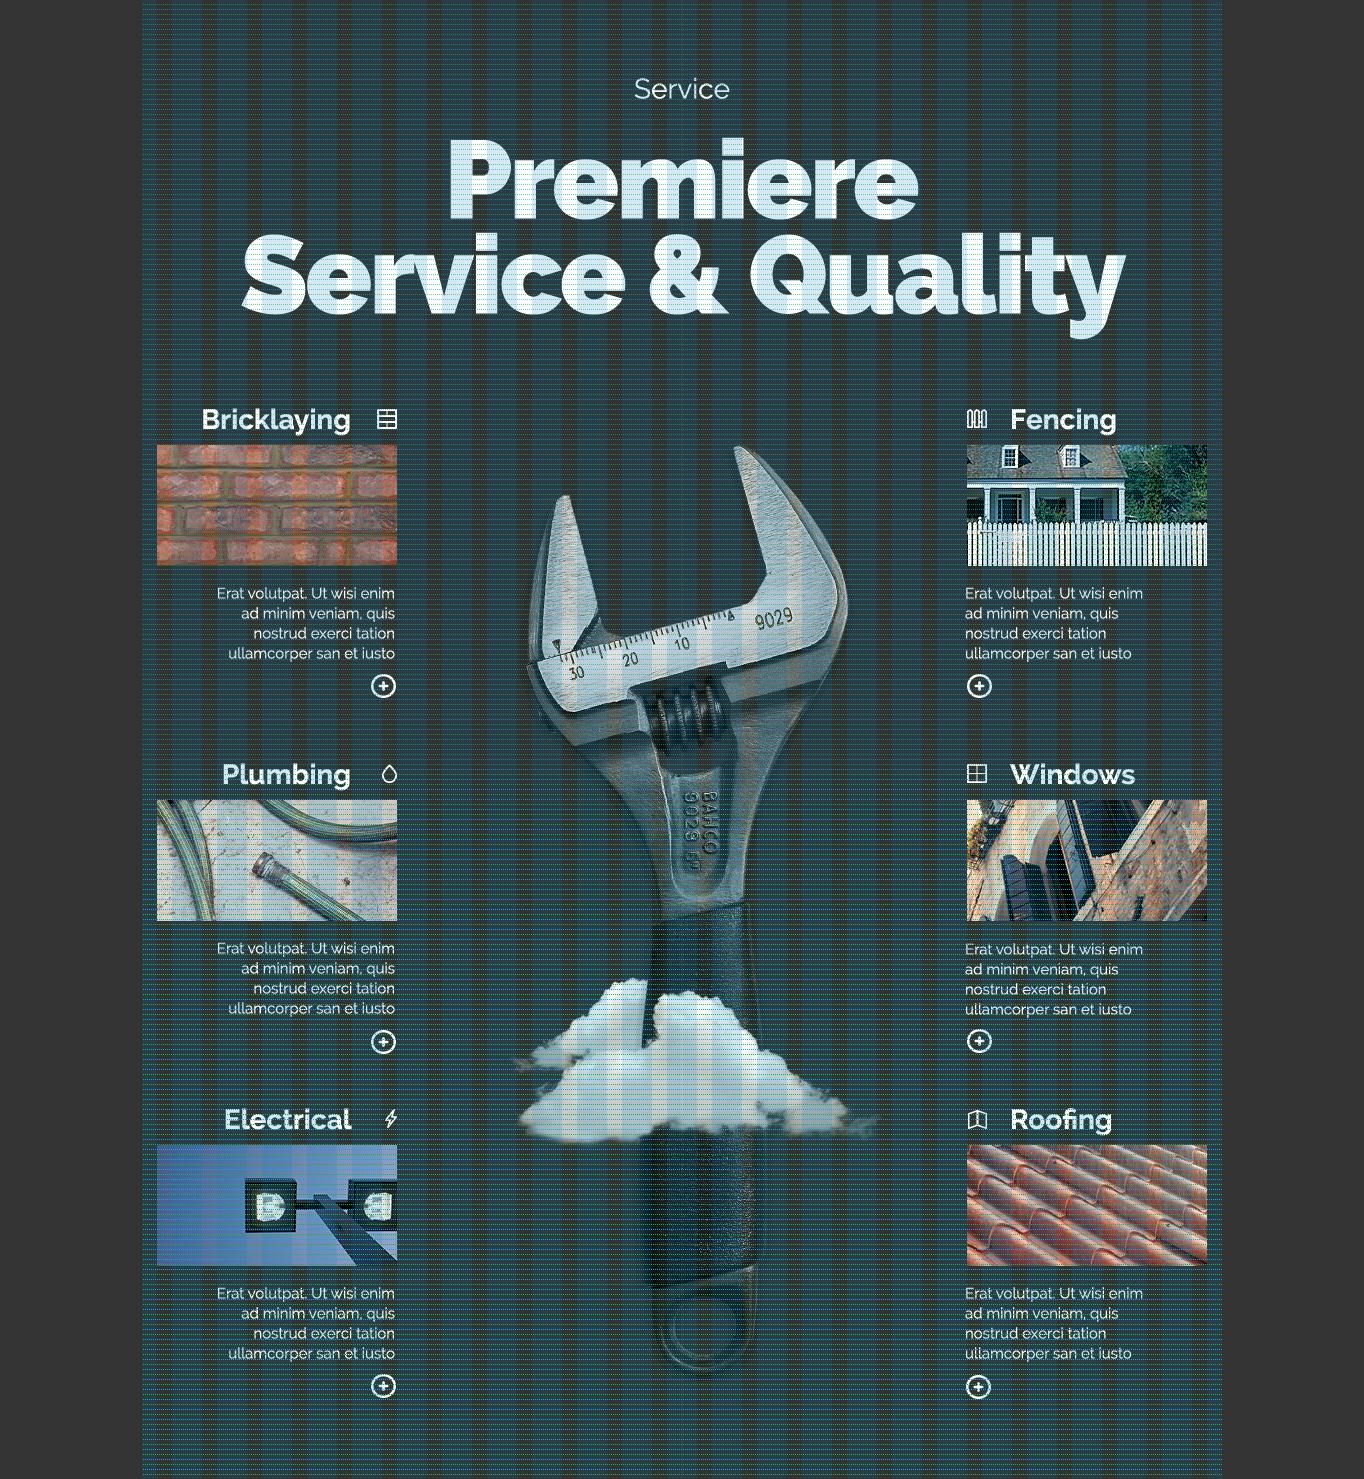 Service
Premiere
Service & Quality
Bricklaying
Erat volutpat. Ut wisi enim
ad minim veniam, quis
nostrud exerci tation
ullamcorper san et iusto
Fencing
Erat volutpat. Ut wisi enim
ad minim veniam, quis
nostrud exerci tation
ullamcorper san et iusto
9029
30 20 10
BAHCO
9029
Plumbing
Erat volutpat. Ut wisi enim
ad minim veniam, quis
nostrud exerci tation
ullamcorper san et iusto
Windows
Erat volutpat. Ut wisi enim
ad minim veniam, quis
nostrud exerci tation
ullamcorper san et iusto
Electrical
Erat volutpat. Ut wisi enim
ad minim veniam, quis
nostrud exerci tation
ullamcorper san et iusto
Roofing
Erat volutpat. Ut wisi enim
ad minim veniam, quis
nostrud exerci tation
ullamcorper san et iusto